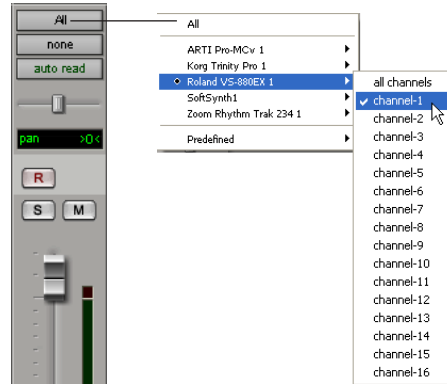 All
none
auto read
pan >0<
R
S M
All
ARTI Pro-MCv 1
Korg Trinity Pro 1
Roland VS-880EX 1
SoftSynth1
Zoom Rhythm Trak 234 1
Predefined
all channels
channel-1
channel-2
channel-3
channel-4
channel-5
channel-6
channel-7
channel-8
channel-9
channel-10
channel-11
channel-12
channel-13
channel-14
channel-15
channel-16